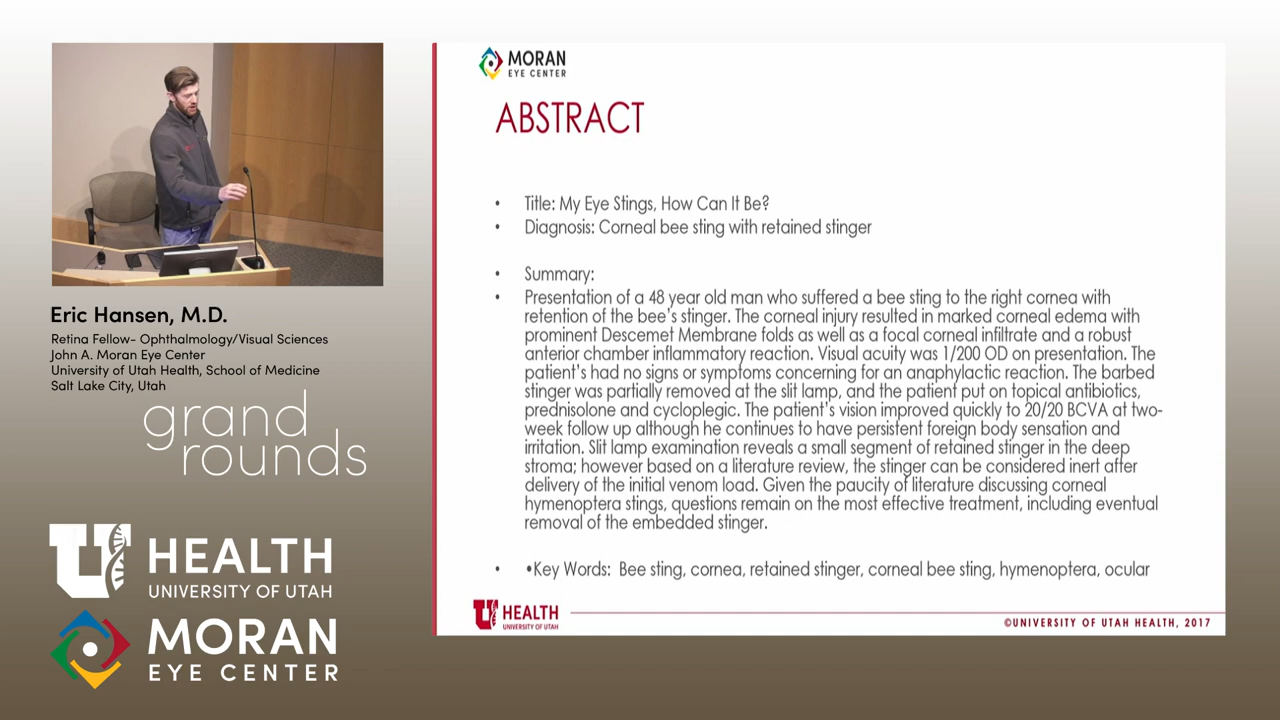 MORAN
EYE CENTER
ABSTRACT
• Title: My Eye Stings, How Can It Be?
• Diagnosis: Corneal bee sting with retained stinger
• Summary:
• Presentation of a 48 year old man who suffered a bee sting to the right cornea with
retention of the bee's stinger. The corneal injury resulted in marked corneal edema with
prominent Descemet Membrane folds as well as a focal corneal infiltrate and a robust
anterior chamber inflammatory reaction. Visual acuity was 1/200 OD on presentation. The
patient's had no signs or symptoms concerning for an anaphylactic reaction. The barbed
stinger was partially removed at the slit lamp, and the patient put on topical antibiotics,
prednisolone and cycloplegic. The patient's vision improved quickly to 20/20 BCVA at two-
week follow up although he continues to have persistent foreign body sensation and
irritation. Slit lamp examination reveals a small segment of retained stinger in the deep
stroma; however based on a literature review, the stinger can be considered inert after
delivery of the initial venom load. Given the paucity of literature discussing corneal
hymenoptera stings, questions remain on the most effective treatment, including eventual
removal of the embedded stinger.
• •Key Words: Bee sting, cornea, retained stinger, corneal bee sting, hymenoptera, ocular
U HEALTH
UNIVERSITY OF UTAH
©UNIVERSITY OF UTAH HEALTH, 2017
Eric Hansen, M.D.
Retina Fellow- Ophthalmology/Visual Sciences
John A. Moran Eye Center
University of Utah Health, School of Medicine
Salt Lake City, Utah
grand
rounds
U HEALTH
UNIVERSITY OF UTAH
MORAN
EYE CENTER